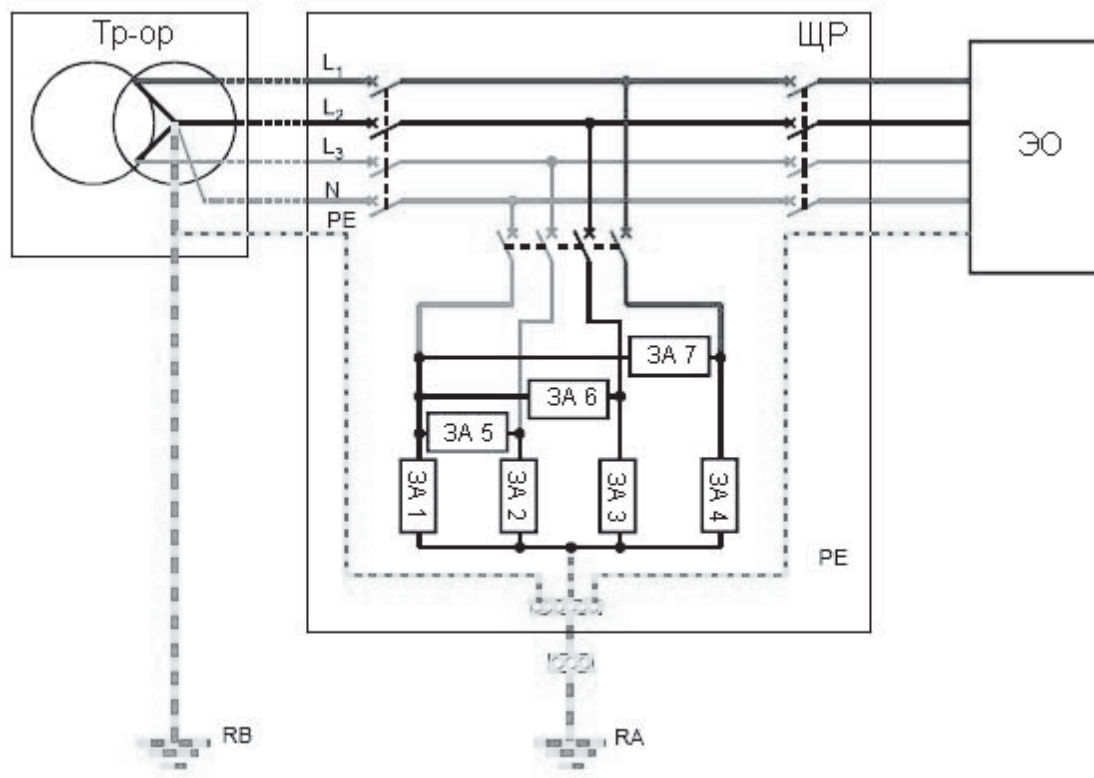 Тр-ор
ЩР
L₁
L₂
ЭО
L₃
N
PE
ЗА 7
ЗА 6
ЗА 5
ЗА 1
ЗА 2
ЗА 3
ЗА 4
PE
RB
RA